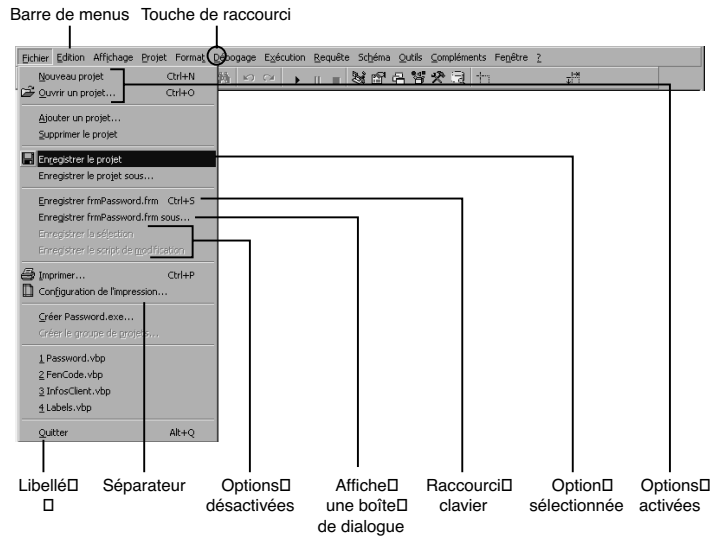 Barre de menus Touche de raccourci
Fichier Edition Affichage Projet Format Débogage Exécution Requête Schéma Outils Compléments Fenêtre ?
Nouveau projet Ctrl+N
Ouvrir un projet... Ctrl+O
Ajouter un projet...
Supprimer le projet
Enregistrer le projet
Enregistrer le projet sous...
Enregistrer frmPassword.frm Ctrl+S
Enregistrer frmPassword.frm sous...
Enregistrer la sélection
Enregistrer le script de modification
Imprimer... Ctrl+P
Configuration de l'impression...
Créer Password.exe...
Créer le groupe de projets...
1 Password.vbp
2 FenCode.vbp
3 InfosClient.vbp
4 Labels.vbp
Quitter Alt+Q
Libellé□ Séparateur Options□ Affiche□ Raccourci□ Option□ Options□
□ désactivées une boîte□ clavier sélectionnée activées
de dialogue